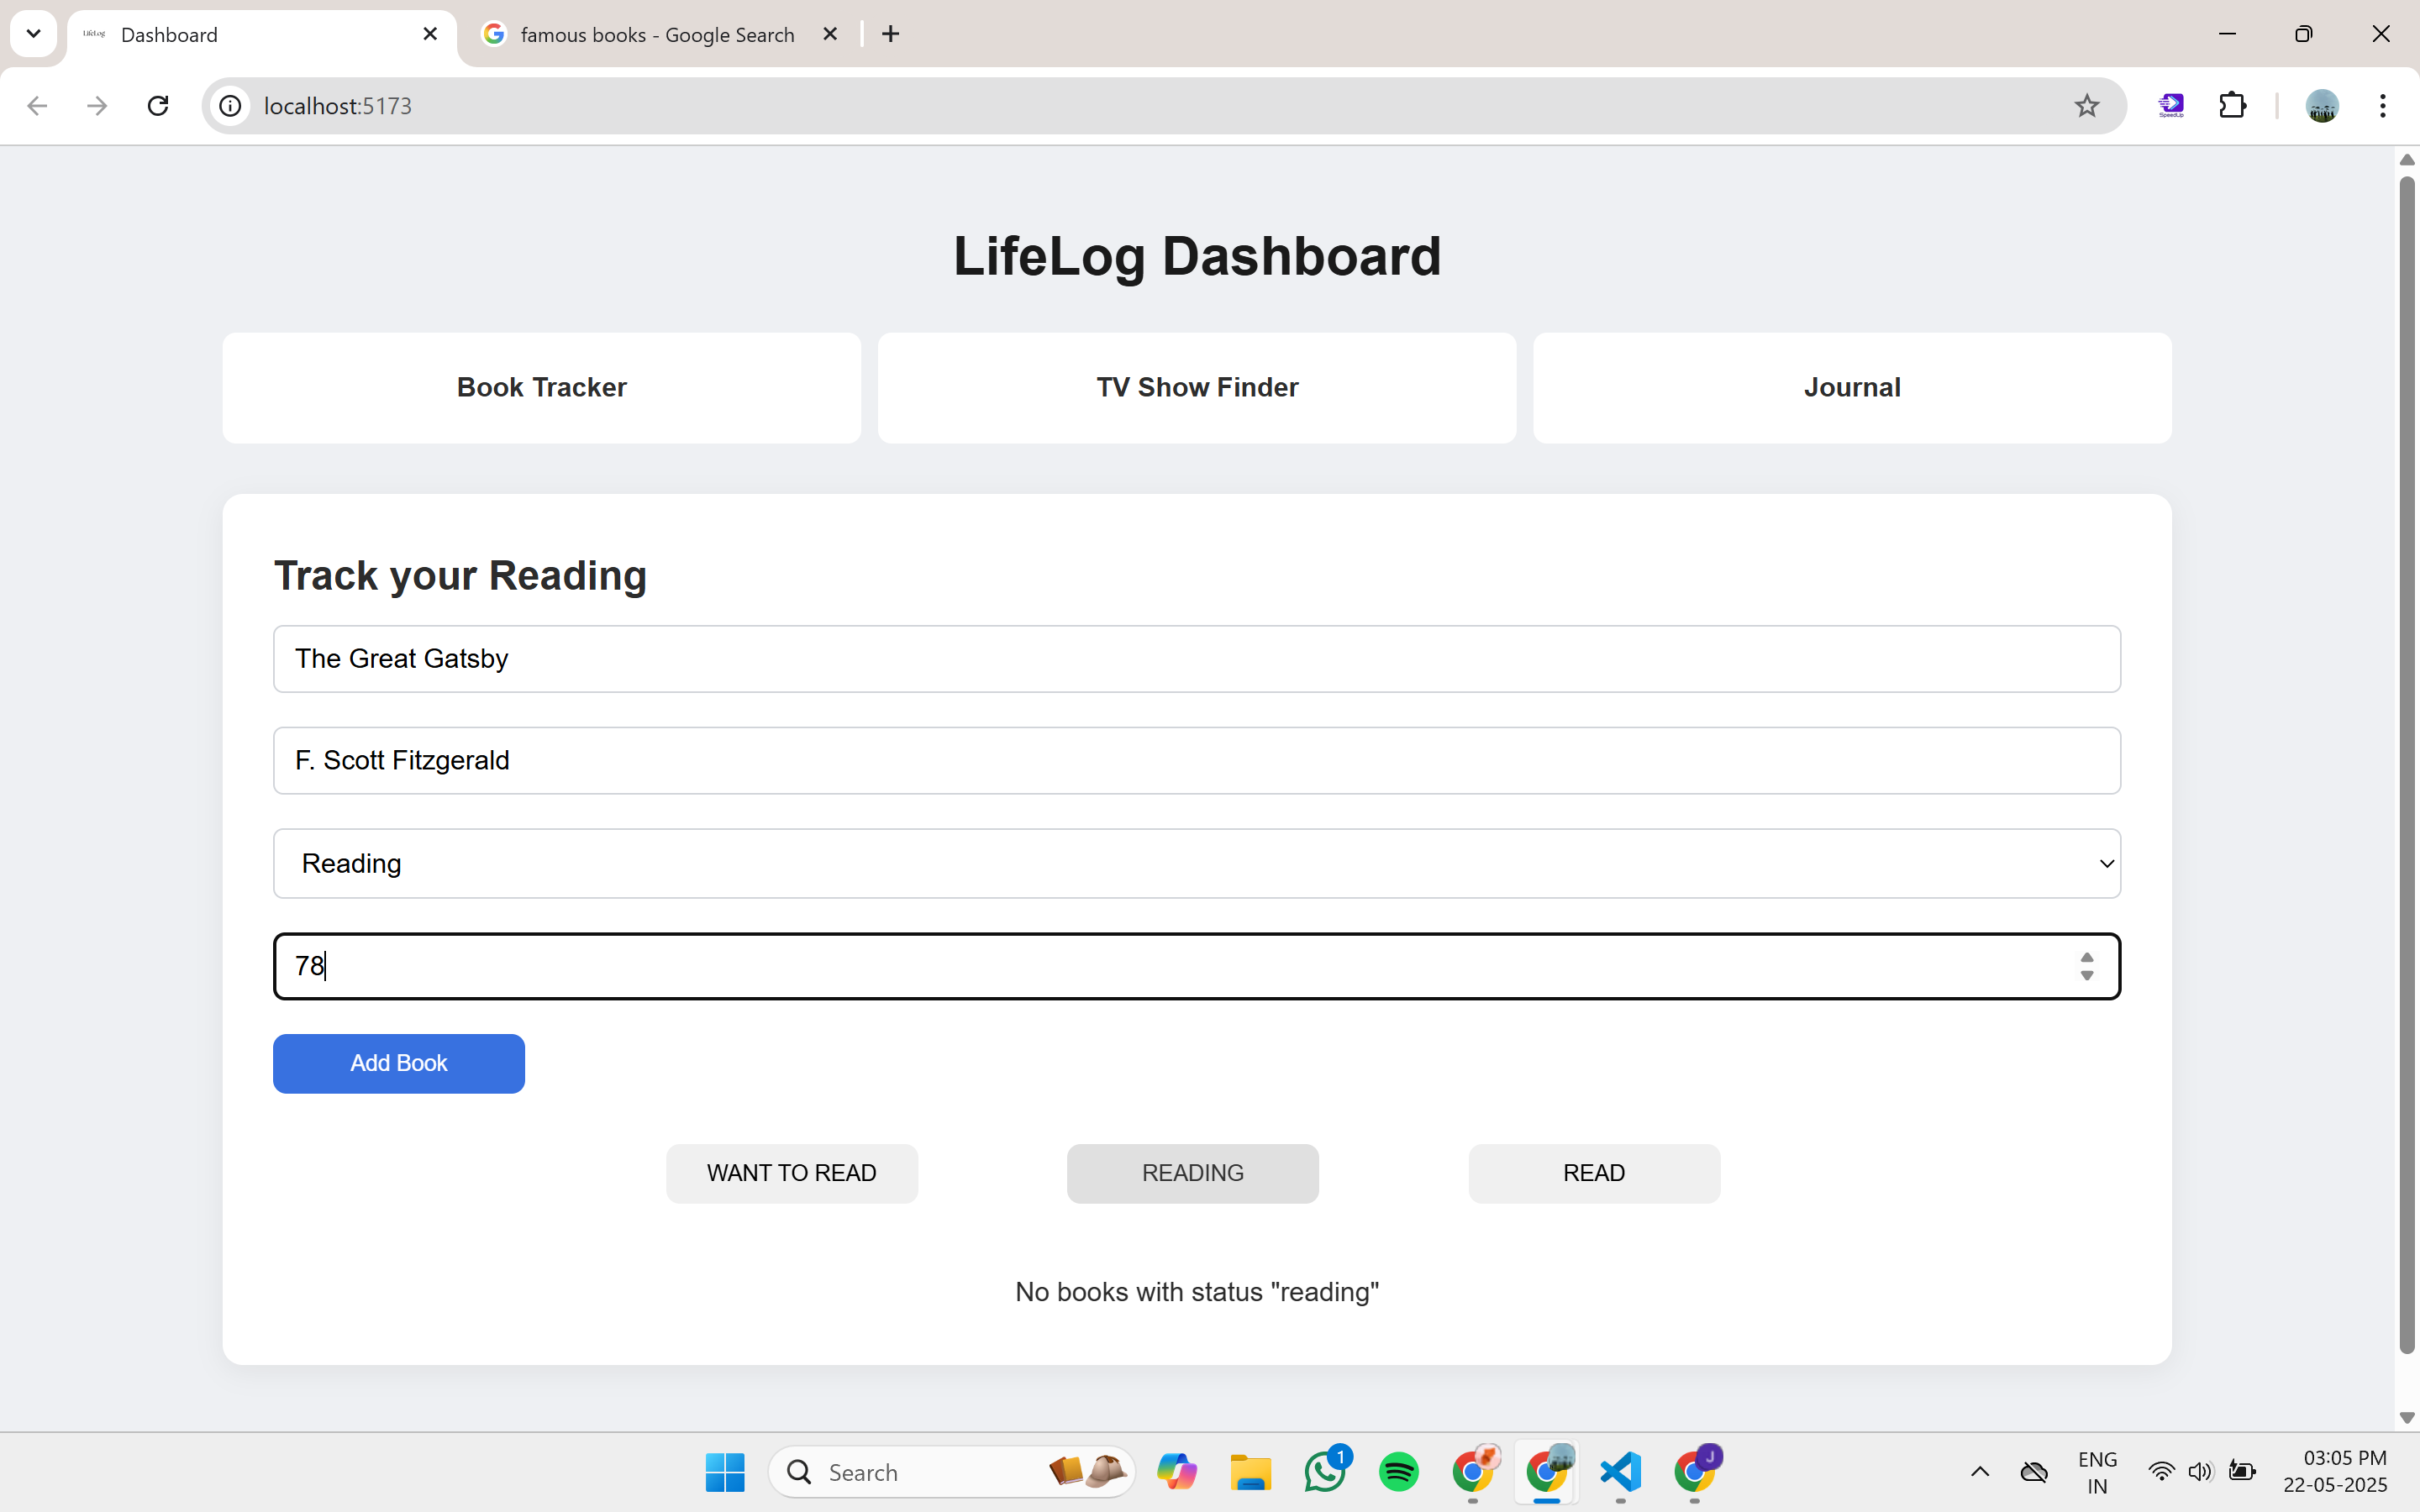 LifeLog Dashboard
famous books - Google Search
localhost:5173
SpeedUp
LifeLog Dashboard
Book Tracker
TV Show Finder
Journal
Track your Reading
The Great Gatsby
F. Scott Fitzgerald
Reading
78
Add Book
WANT TO READ
READING
READ
No books with status "reading"
Search
1
J
ENG
IN
03:05 PM
22-05-2025